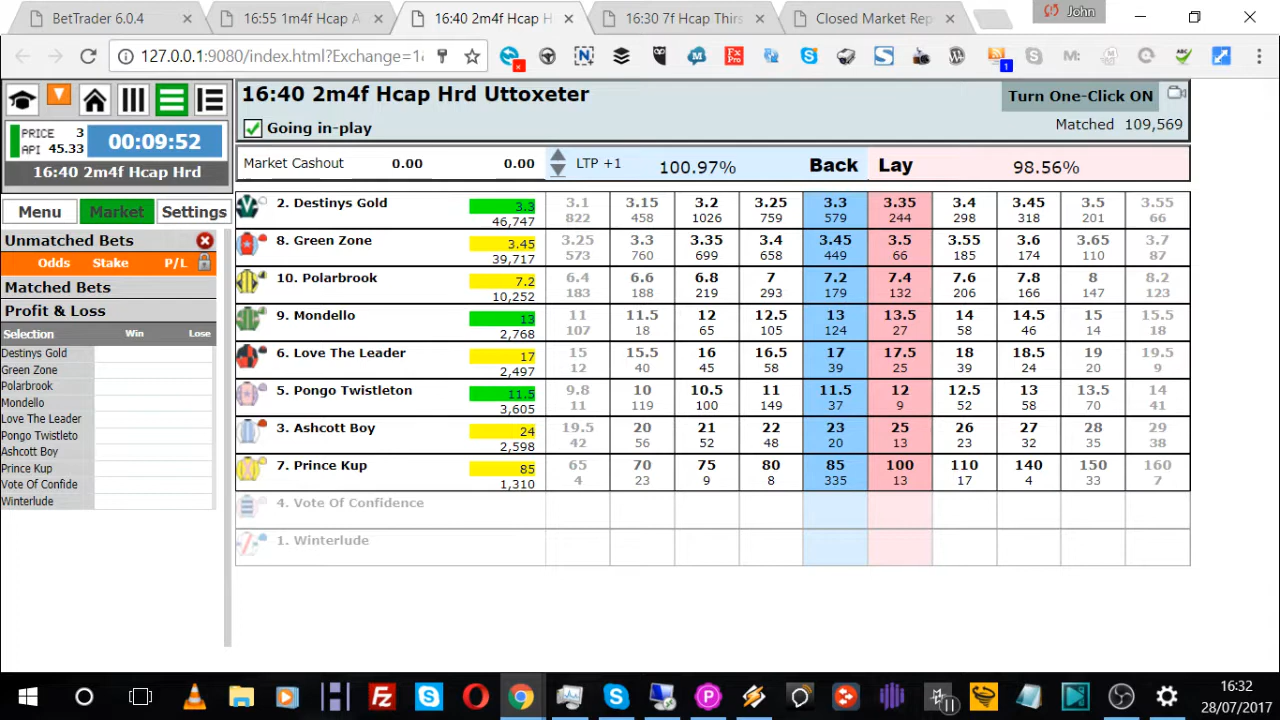 BetTrader 6.0.4
16:55 1m4f Hcap A
16:40 2m4f Hcap H
16:30 7f Hcap Thirs
Closed Market Rep
John
127.0.0.1:9080/index.html?Exchange=1&
16:40 2m4f Hcap Hrd Uttoxeter
Turn One-Click ON
Going in-play
Matched 109,569
PRICE 3
API 45.33
00:09:52
16:40 2m4f Hcap Hrd
Market Cashout 0.00 0.00 LTP +1 100.97% Back Lay 98.56%
Menu Market Settings
Unmatched Bets
Odds Stake P/L
Matched Bets
Profit & Loss
Selection Win Lose
Destinys Gold
Green Zone
Polarbrook
Mondello
Love The Leader
Pongo Twistleto
Ashcott Boy
Prince Kup
Vote Of Confide
Winterlude
2. Destinys Gold 3.3 3.1 3.15 3.2 3.25 3.3 3.35 3.4 3.45 3.5 3.55
46,747 822 458 1026 759 579 244 298 318 201 66
8. Green Zone 3.45 3.25 3.3 3.35 3.4 3.45 3.5 3.55 3.6 3.65 3.7
39,717 573 760 699 658 449 66 185 174 110 87
10. Polarbrook 7.2 6.4 6.6 6.8 7 7.2 7.4 7.6 7.8 8 8.2
10,252 183 188 219 293 179 132 206 166 147 123
9. Mondello 13 11 11.5 12 12.5 13 13.5 14 14.5 15 15.5
2,768 107 18 65 105 124 27 58 46 14 18
6. Love The Leader 17 15 15.5 16 16.5 17 17.5 18 18.5 19 19.5
2,497 12 40 45 58 39 25 39 24 20 9
5. Pongo Twistleton 11.5 9.8 10 10.5 11 11.5 12 12.5 13 13.5 14
3,605 11 119 100 149 37 9 52 58 70 41
3. Ashcott Boy 24 19.5 20 21 22 23 25 26 27 28 29
2,598 42 56 52 48 20 13 23 32 35 38
7. Prince Kup 85 65 70 75 80 85 100 110 140 150 160
1,310 4 23 9 8 335 13 17 4 33 7
4. Vote Of Confidence
1. Winterlude
16:32
28/07/2017